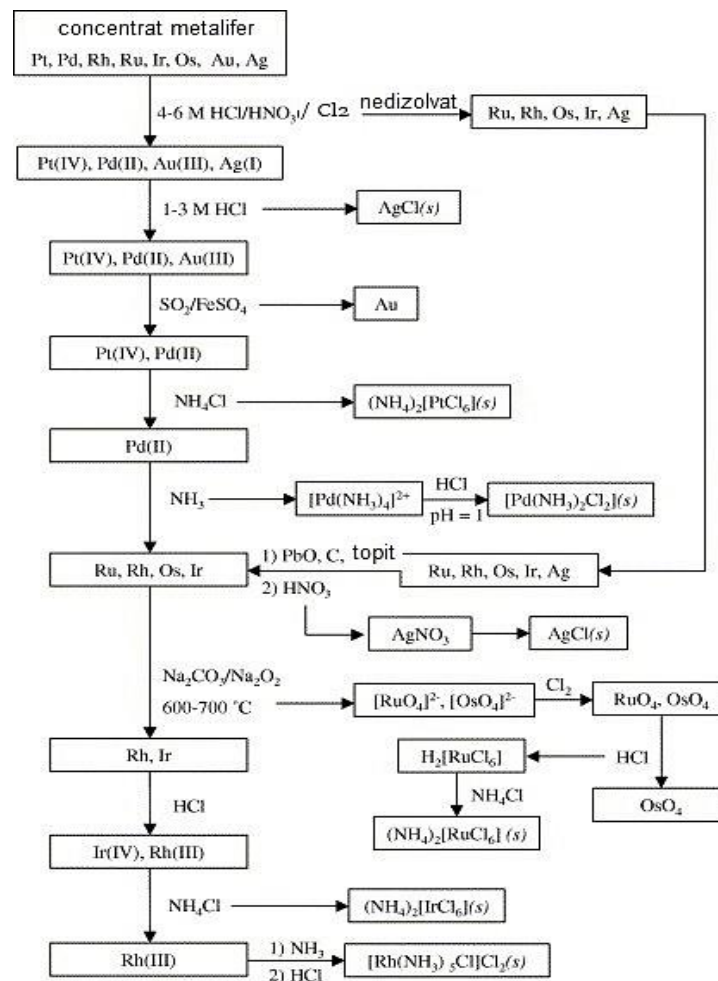 concentrat metalifer
Pt, Pd, Rh, Ru, Ir, Os, Au, Ag
4-6 M HCl/HNO₃/ Cl2
nedizolvat
Ru, Rh, Os, Ir, Ag
Pt(IV), Pd(II), Au(III), Ag(I)
1-3 M HCl
AgCl(s)
Pt(IV), Pd(II), Au(III)
SO₂/FeSO₄
Au
Pt(IV), Pd(II)
NH₄Cl
(NH₄)₂[PtCl₆](s)
Pd(II)
NH₃
[Pd(NH₃)₄]²⁺
HCl
pH = 1
[Pd(NH₃)₂Cl₂](s)
Ru, Rh, Os, Ir
1) PbO, C, topit
2) HNO₃
Ru, Rh, Os, Ir, Ag
AgNO₃
AgCl(s)
Na₂CO₃/Na₂O₂
600-700 °C
[RuO₄]²⁻, [OsO₄]²⁻
Cl₂
RuO₄, OsO₄
Rh, Ir
H₂[RuCl₆]
HCl
HCl
NH₄Cl
OsO₄
(NH₄)₂[RuCl₆] (s)
Ir(IV), Rh(III)
NH₄Cl
(NH₄)₂[IrCl₆](s)
Rh(III)
1) NH₃
2) HCl
[Rh(NH₃) ₅Cl]Cl₂(s)